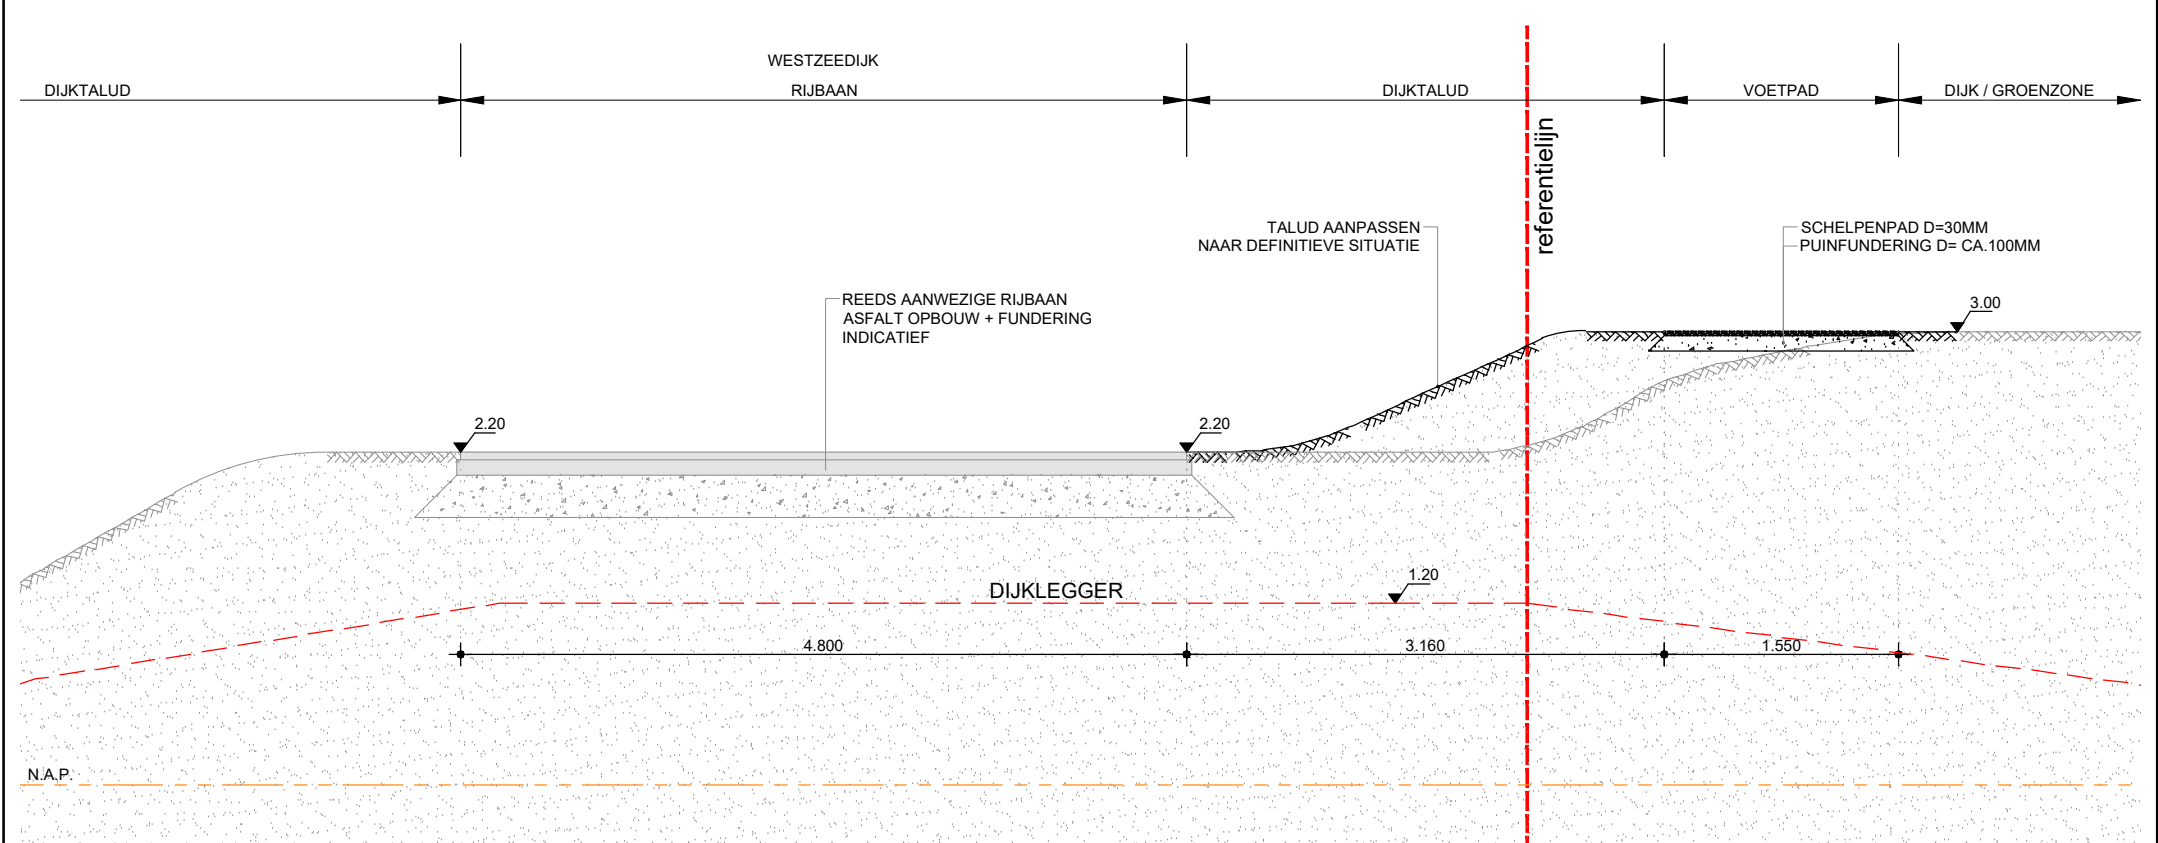 WESTZEEDIJK
DIJKTALUD
RIJBAAN
DIJKTALUD
VOETPAD
DIJK / GROENZONE
referentielijn
TALUD AANPASSEN
NAAR DEFINITIEVE SITUATIE
SCHELPENPAD D=30MM
PUINFUNDERING D= CA.100MM
REEDS AANWEZIGE RIJBAAN
ASFALT OPBOUW + FUNDERING
INDICATIEF
3.00
2.20
2.20
DIJKLEGGER
1.20
4.800
3.160
1.550
N.A.P.